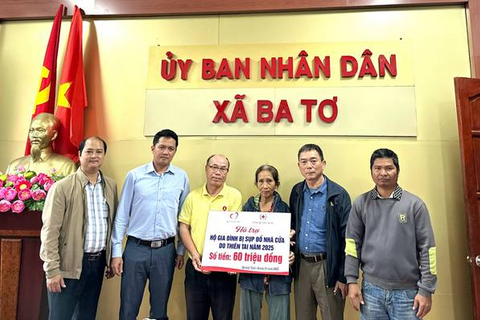 ỦY BAN NHÂN DÂN
XÃ BA TƠ
Hỗ trợ
HỘ GIA ĐÌNH BỊ SỤP ĐỔ NHÀ CỬA
DO THIÊN TAI NĂM 2025
Số tiền: 60 triệu đồng